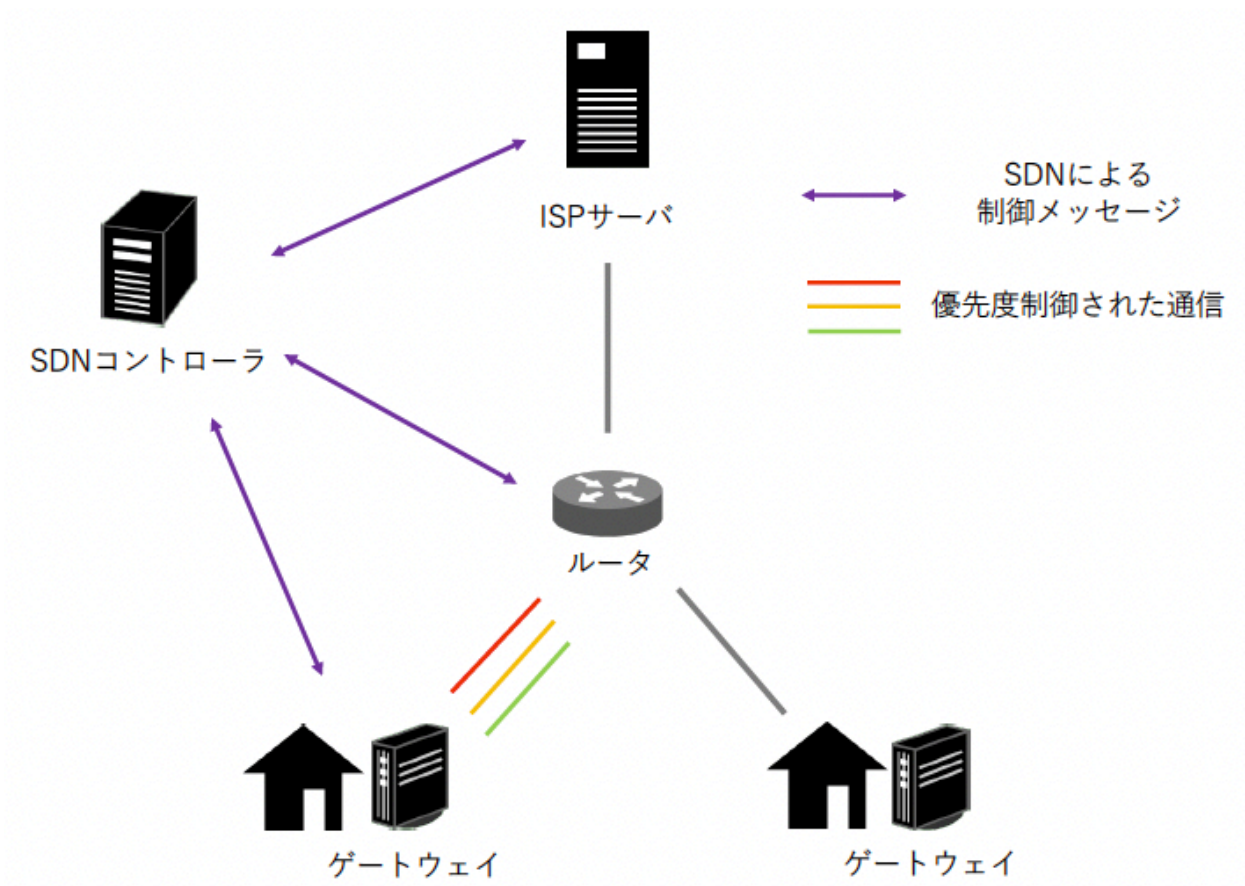 ISPサーバ
SDNによる
制御メッセージ
優先度制御された通信
SDNコントローラ
ルータ
ゲートウェイ
ゲートウェイ